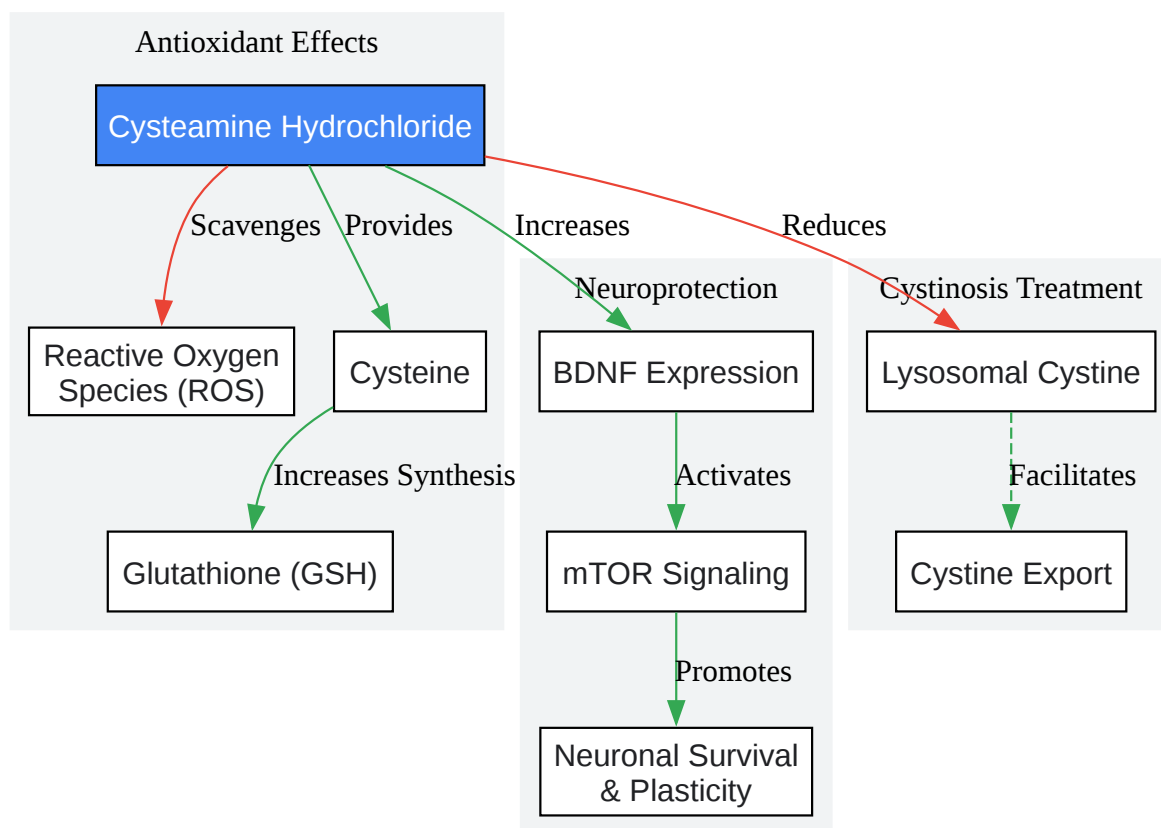 Antioxidant Effects
Cysteamine Hydrochloride
Scavenges
Provides
Increases
Reduces
Neuroprotection
Cystinosis Treatment
Reactive Oxygen
Species (ROS)
Cysteine
BDNF Expression
Lysosomal Cystine
Increases Synthesis
Activates
Facilitates
Glutathione (GSH)
mTOR Signaling
Cystine Export
Promotes
Neuronal Survival
& Plasticity